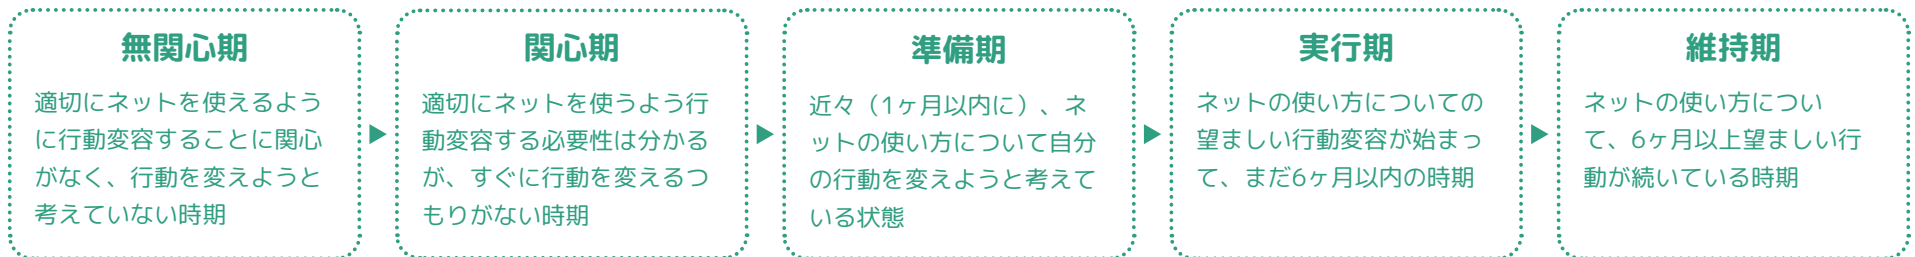 無関心期
適切にネットを使えるよう
に行動変容することに関心
がなく、行動を変えようと
考えていない時期
関心期
適切にネットを使うよう行
動変容する必要性は分かる
が、すぐに行動を変えるつ
もりがない時期
準備期
近々（1ヶ月以内に）、ネ
ットの使い方について自分
の行動を変えようと考えて
いる状態
実行期
ネットの使い方についての
望ましい行動変容が始まっ
て、まだ6ヶ月以内の時期
維持期
ネットの使い方につい
て、6ヶ月以上望ましい行
動が続いている時期